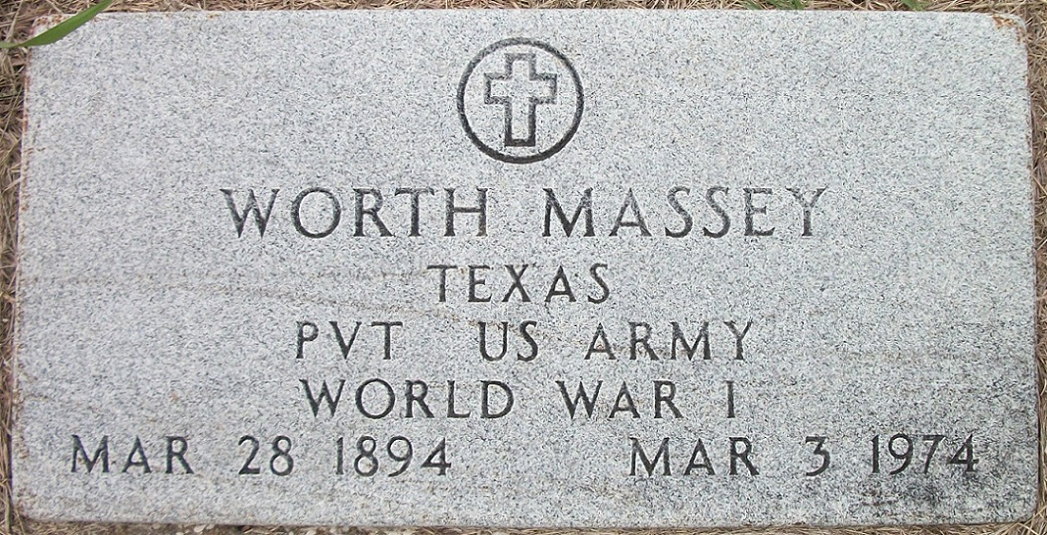 WORTH MASSEY
TEXAS
PVT US ARMY
WORLD WAR I
MAR 28 1894 MAR 3 1974